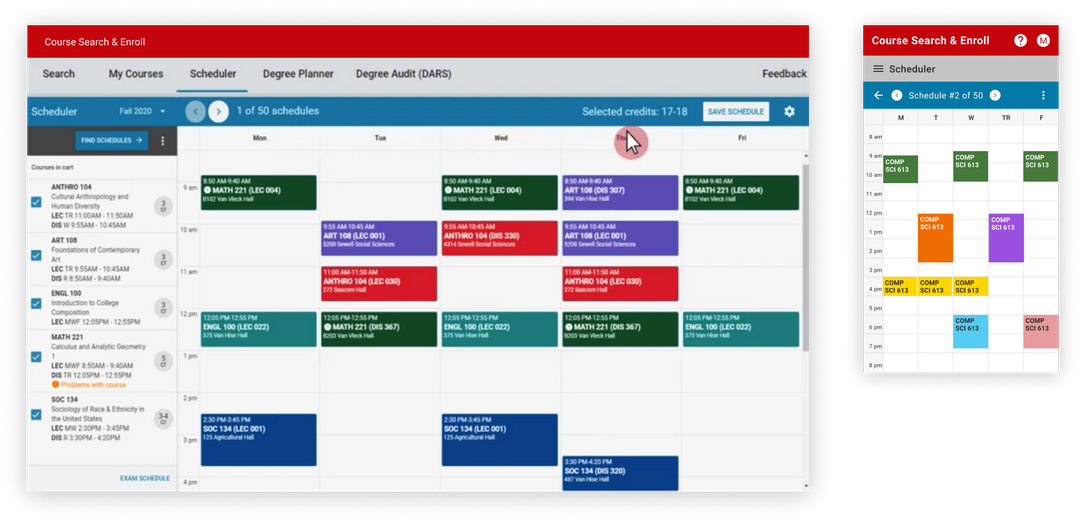 Course Search & Enroll
Search My Courses Scheduler Degree Planner Degree Audit (DARS) Feedback
Scheduler Fall 2020 1 of 50 schedules Selected credits: 17-18 SAVE SCHEDULE
FIND SCHEDULES
Courses in cart
ANTHRO 104
Cultural Anthropology and
Human Diversity
LEC TR 11:00AM - 11:50AM
DIS W 9:55AM - 10:45AM
3
cr
ART 108
Foundations of Contemporary
Art
LEC TR 9:55AM - 10:45AM
DIS R 8:50AM - 9:40AM
3
cr
ENGL 100
Introduction to College
Composition
LEC MWF 12:05PM - 12:55PM
3
cr
MATH 221
Calculus and Analytic Geometry
1
LEC MWF 8:50AM - 9:40AM
DIS TR 12:05PM - 12:55PM
Problems with course
5
cr
SOC 134
Sociology of Race & Ethnicity in
the United States
LEC MW 2:30PM - 3:45PM
DIS R 3:30PM - 4:20PM
3-4
cr
EXAM SCHEDULE
Mon Tue Wed Fri
9 am
10 am
11 am
12 pm
1 pm
2 pm
3 pm
4 pm
8:50 AM-9:40 AM
MATH 221 (LEC 004)
B102 Van Vleck Hall
12:05 PM-12:55 PM
ENGL 100 (LEC 022)
375 Van Hise Hall
2:30 PM-3:45 PM
SOC 134 (LEC 001)
125 Agricultural Hall
9:55 AM-10:45 AM
ART 108 (LEC 001)
5208 Sewell Social Sciences
11:00 AM-11:50 AM
ANTHRO 104 (LEC 030)
272 Bascom Hall
12:05 PM-12:55 PM
MATH 221 (DIS 367)
B203 Van Vleck Hall
8:50 AM-9:40 AM
MATH 221 (LEC 004)
B102 Van Vleck Hall
9:55 AM-10:45 AM
ANTHRO 104 (DIS 330)
4314 Sewell Social Sciences
12:05 PM-12:55 PM
ENGL 100 (LEC 022)
375 Van Hise Hall
2:30 PM-3:45 PM
SOC 134 (LEC 001)
125 Agricultural Hall
8:50 AM-9:40 AM
ART 108 (DIS 307)
394 Van Hise Hall
9:55 AM-10:45 AM
ART 108 (LEC 001)
5208 Sewell Social Sciences
11:00 AM-11:50 AM
ANTHRO 104 (LEC 030)
272 Bascom Hall
12:05 PM-12:55 PM
MATH 221 (DIS 367)
B203 Van Vleck Hall
3:30 PM-4:20 PM
SOC 134 (DIS 320)
487 Van Hise Hall
8:50 AM-9:40 AM
MATH 221 (LEC 004)
B102 Van Vleck Hall
12:05 PM-12:55 PM
ENGL 100 (LEC 022)
375 Van Hise Hall
Course Search & Enroll ? M
Scheduler
Schedule #2 of 50
M T W TR F
8 am
9 am
COMP
SCI 613
COMP
SCI 613
COMP
SCI 613
10 am
11 am
12 pm
COMP
SCI 613
COMP
SCI 613
1 pm
2 pm
3 pm
COMP
SCI 613
COMP
SCI 613
COMP
SCI 613
4 pm
5 pm
COMP
SCI 613
COMP
SCI 613
6 pm
7 pm
8 pm